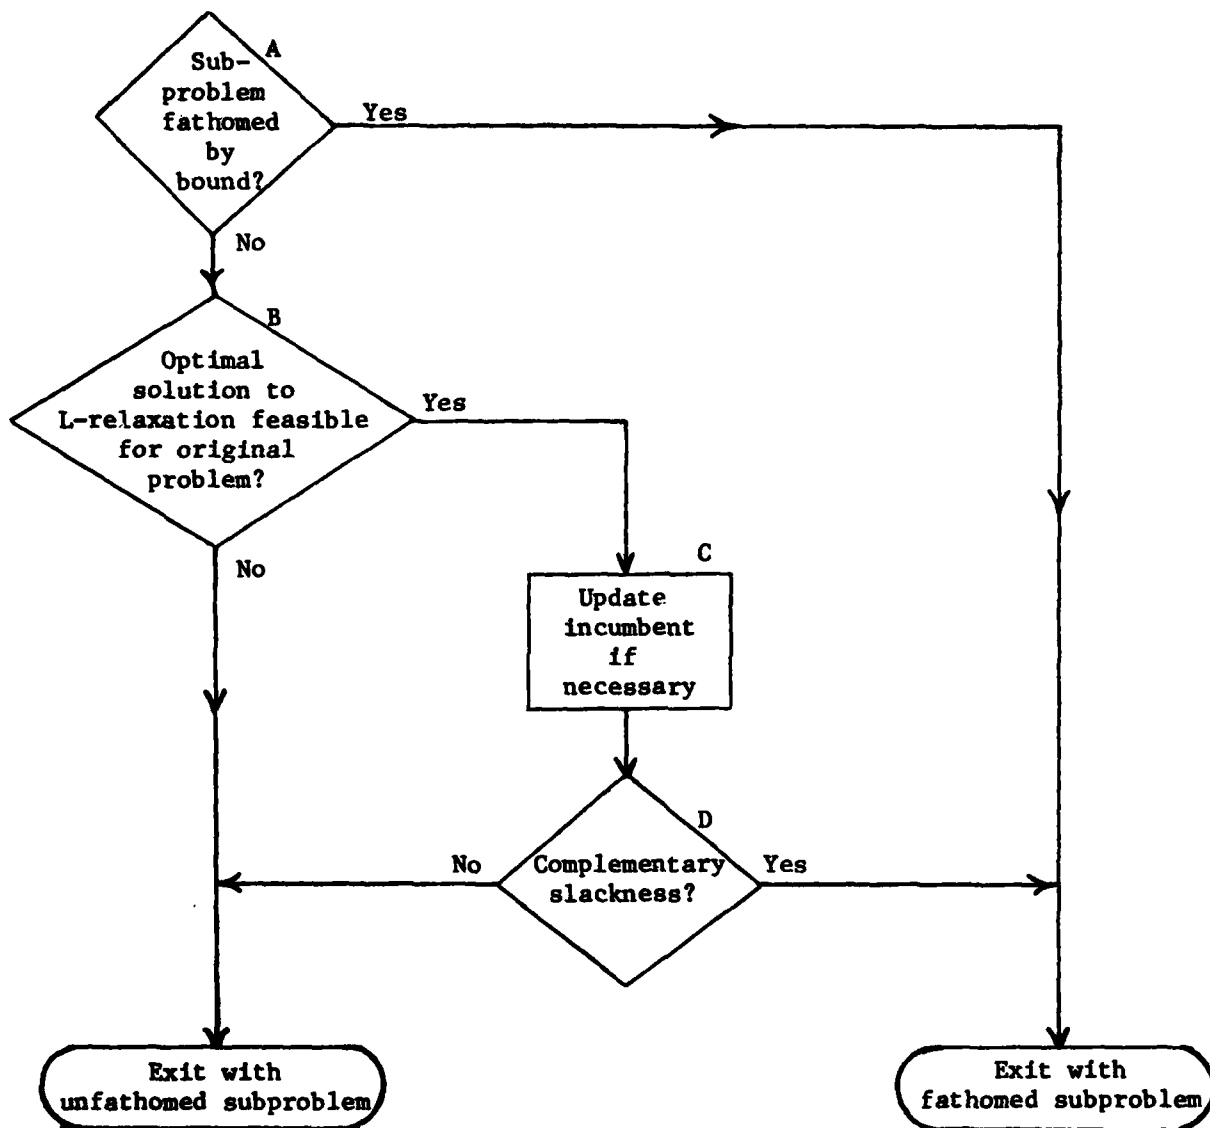 A
Sub-
problem
fathomed
by
bound?
Yes
No
B
Optimal
solution to
L-relaxation feasible
for original
problem?
Yes
No
C
Update
incumbent
if
necessary
D
No
Complementary
slackness?
Yes
Exit with
unfathomed subproblem
Exit with
fathomed subproblem